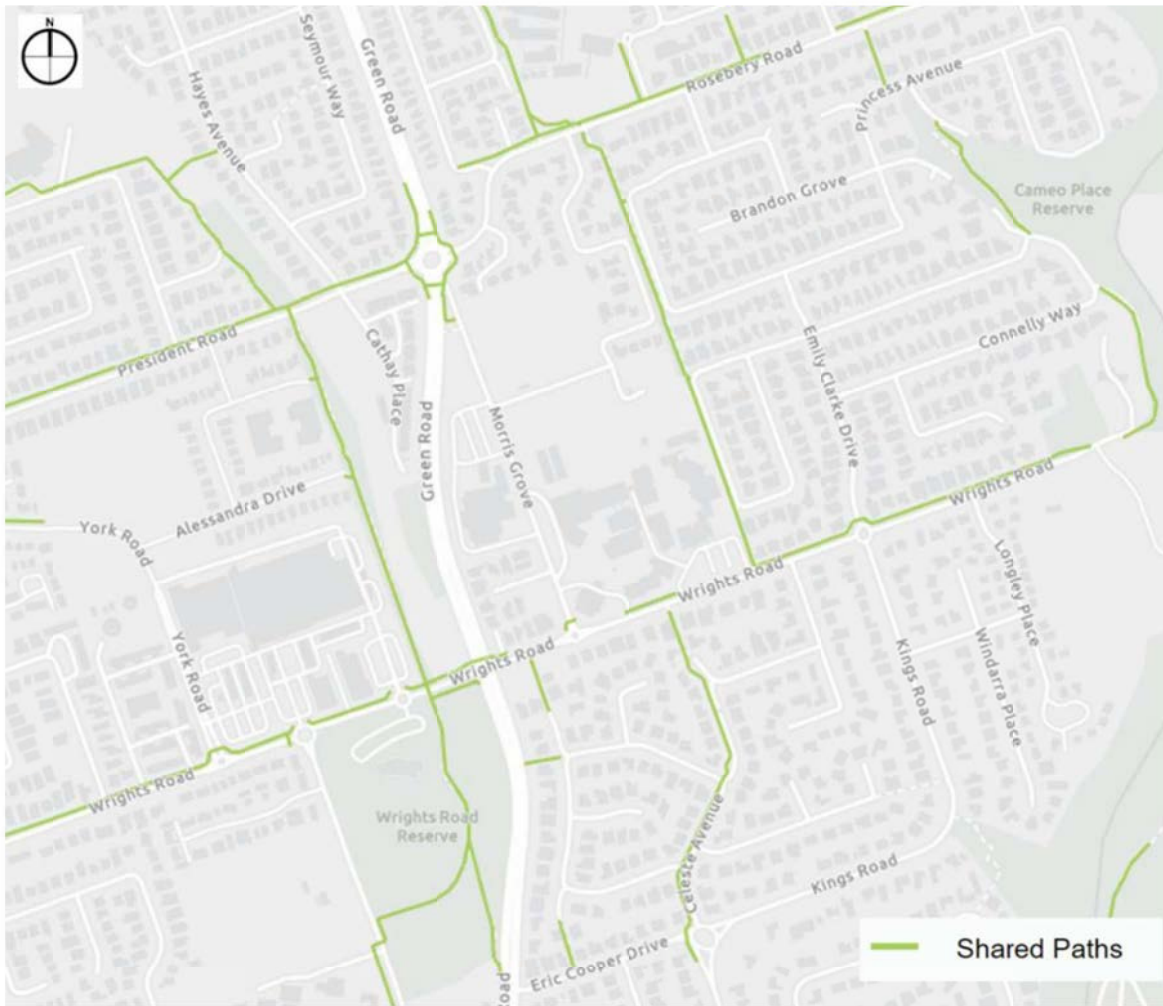 N
Seymour Way
Green Road
Hayes Avenue
Rosebery Road
Princess Avenue
Brandon Grove
Cameo Place
Reserve
President Road
Cathay Place
Connelly Way
Emily Clarke Drive
Green Road
Morris Grove
Alessandra Drive
York Road
Wrights Road
Longley Place
Wrights Road
York Road
Wrights Road
Kings Road
Windarra Place
Wrights Road
Wrights Road
Reserve
Celeste Avenue
Kings Road
Eric Cooper Drive
Road
Shared Paths